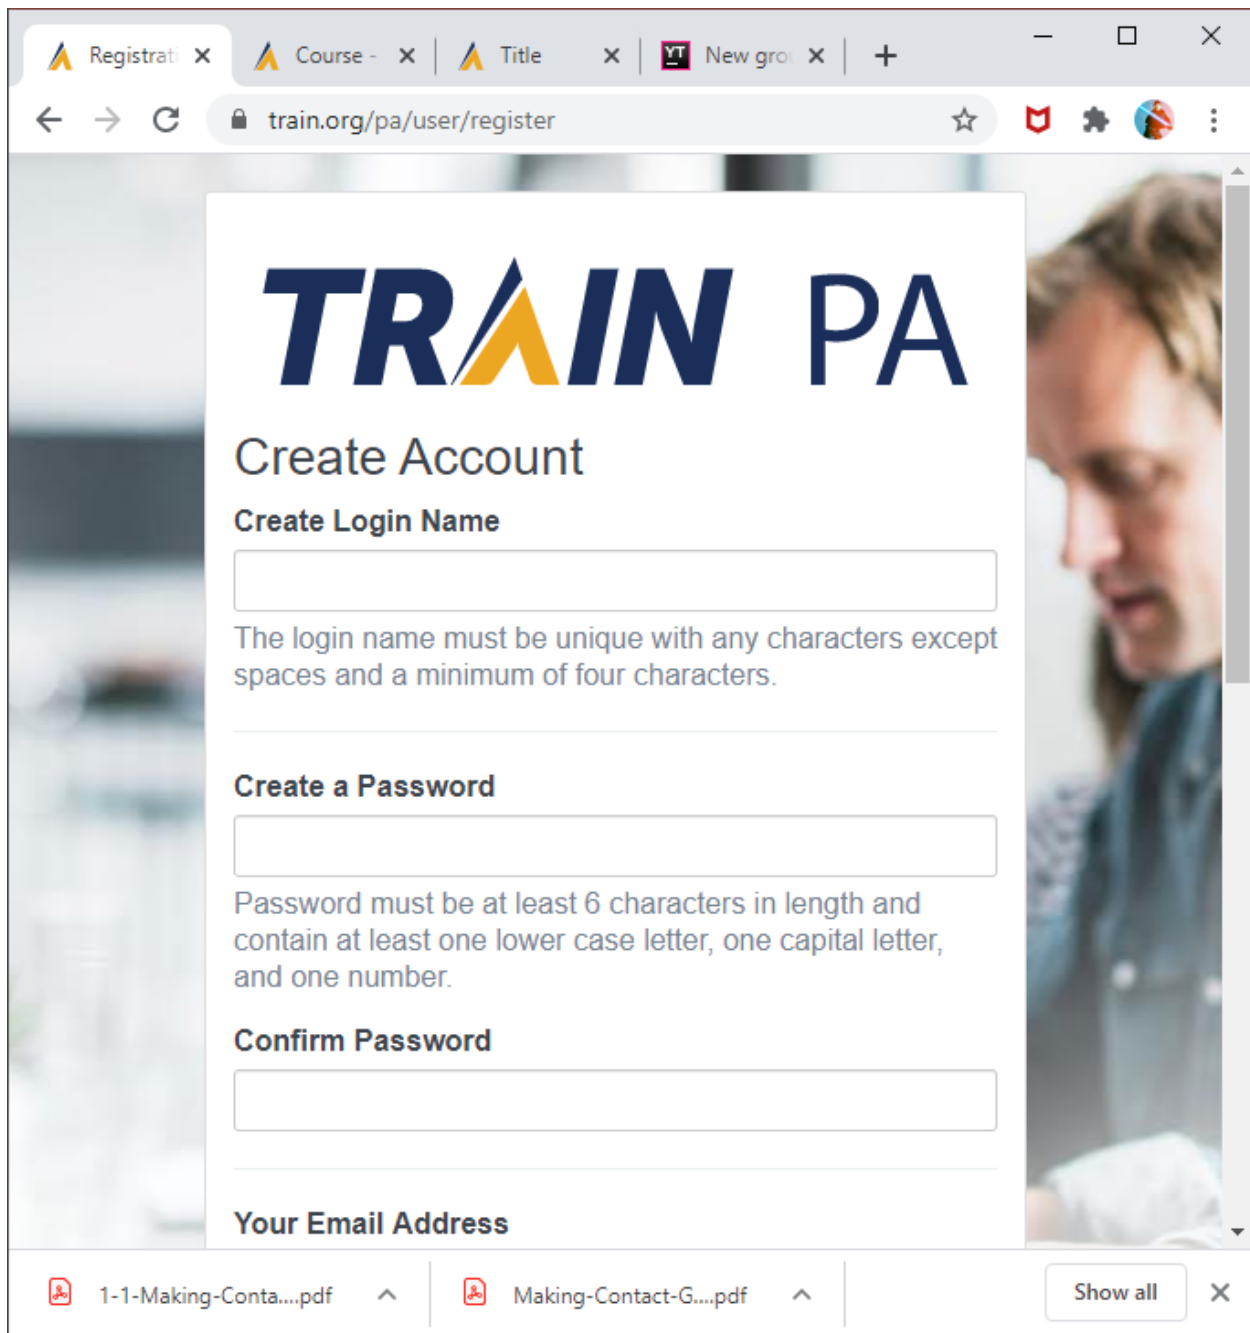 Registrati
Course -
Title
YT
New grou
train.org/pa/user/register
TRAIN PA
Create Account
Create Login Name
The login name must be unique with any characters except
spaces and a minimum of four characters.
Create a Password
Password must be at least 6 characters in length and
contain at least one lower case letter, one capital letter,
and one number.
Confirm Password
Your Email Address
1-1-Making-Conta....pdf
Making-Contact-G....pdf
Show all